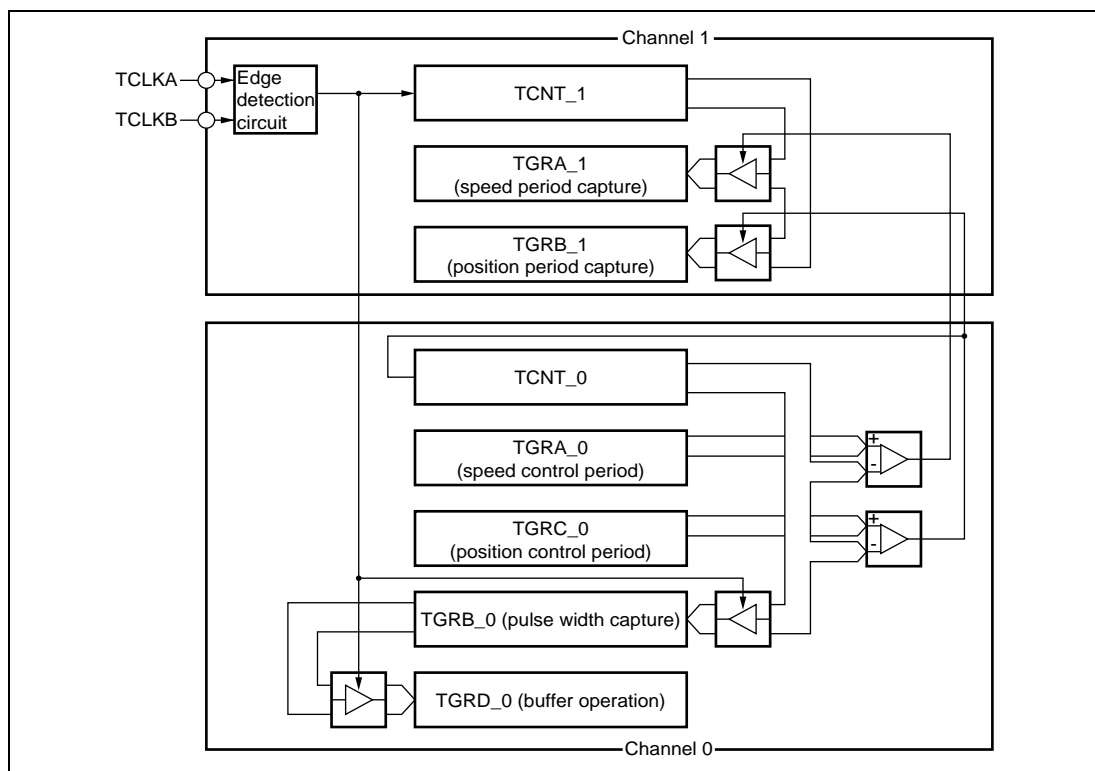 Channel 1
TCLKA
TCLKB
Edge
detection
circuit
TCNT_1
TGRA_1
(speed period capture)
TGRB_1
(position period capture)
TCNT_0
TGRA_0
(speed control period)
+
-
TGRC_0
(position control period)
+
-
TGRB_0 (pulse width capture)
TGRD_0 (buffer operation)
Channel 0